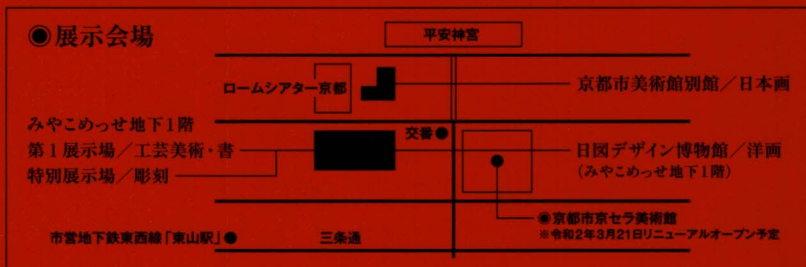 ◉展示会場
平安神宮
ロームシアター京都
京都市美術館別館／日本画
みやこめっせ地下1階
第1展示場／工芸美術・書
特別展示場／彫刻
交番●
日図デザイン博物館／洋画
（みやこめっせ地下1階）
◉京都市京セラ美術館
※令和2年3月21日リニューアルオープン予定
市営地下鉄東西線「東山駅」●
三条通